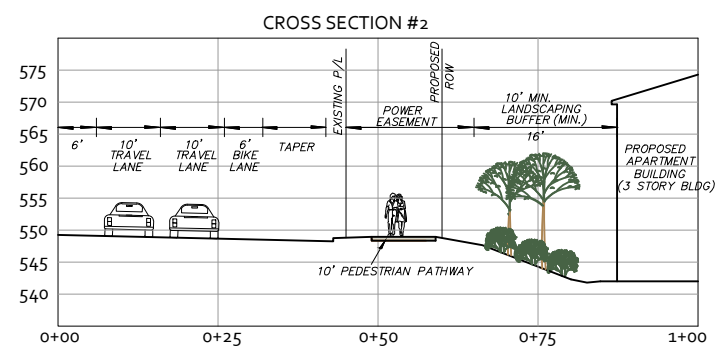 CROSS SECTION #2
575
570
565
560
555
550
545
540
EXISTING P/L
PROPOSED
ROW
6'
10'
TRAVEL
LANE
10'
TRAVEL
LANE
6'
BIKE
LANE
TAPER
POWER
EASEMENT
10' MIN.
LANDSCAPING
BUFFER (MIN.)
16'
PROPOSED
APARTMENT
BUILDING
(3 STORY BLDG)
10' PEDESTRIAN PATHWAY
0+00
0+25
0+50
0+75
1+00